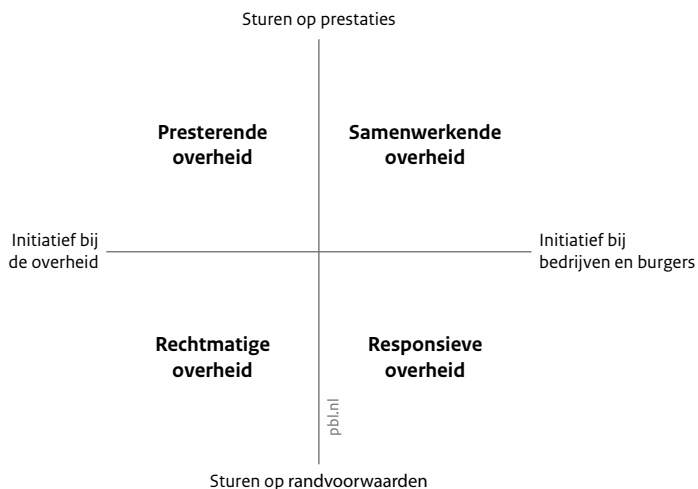 Sturen op prestaties
Presterende
overheid
Samenwerkende
overheid
Initiatief bij
de overheid
Initiatief bij
bedrijven en burgers
Rechtmatige
overheid
Responsieve
overheid
pbl.nl
Sturen op randvoorwaarden